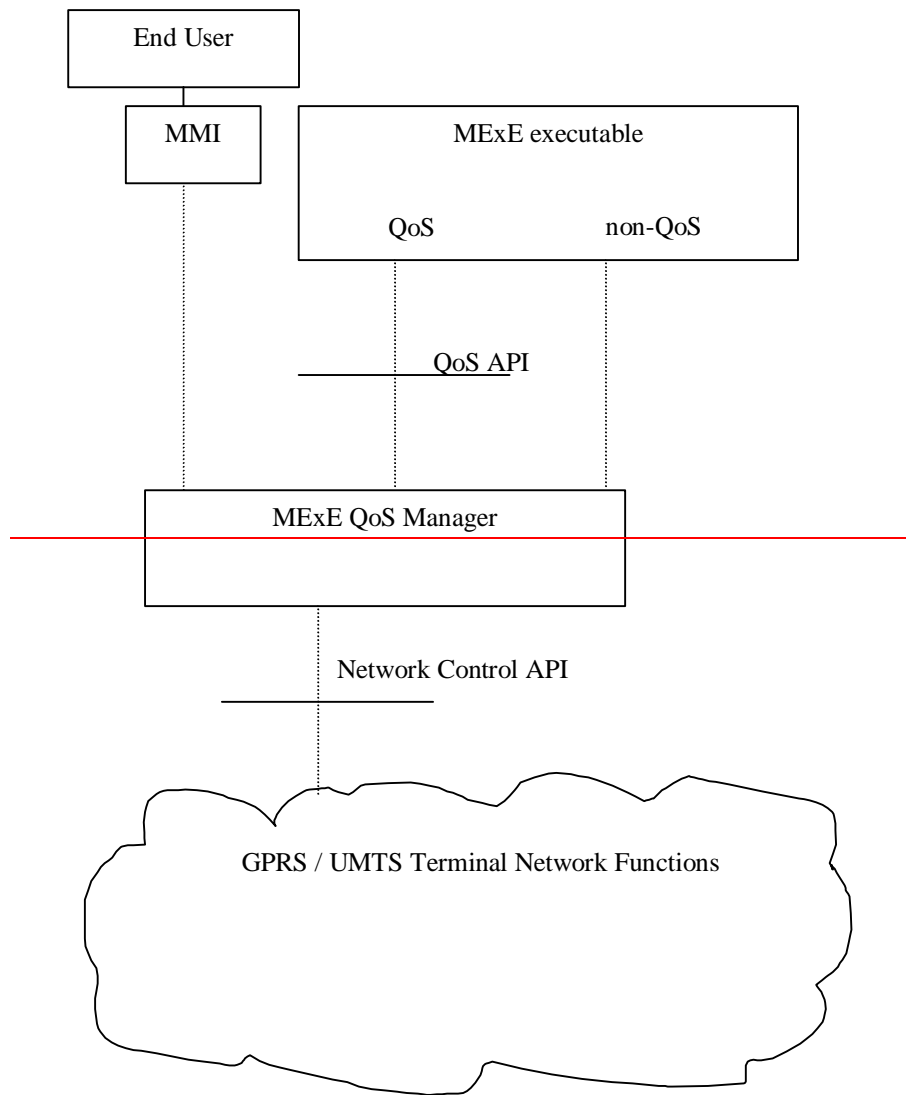 End User
MMI
MExE executable
QoS
non-QoS
QoS API
MExE QoS Manager
Network Control API
GPRS / UMTS Terminal Network Functions